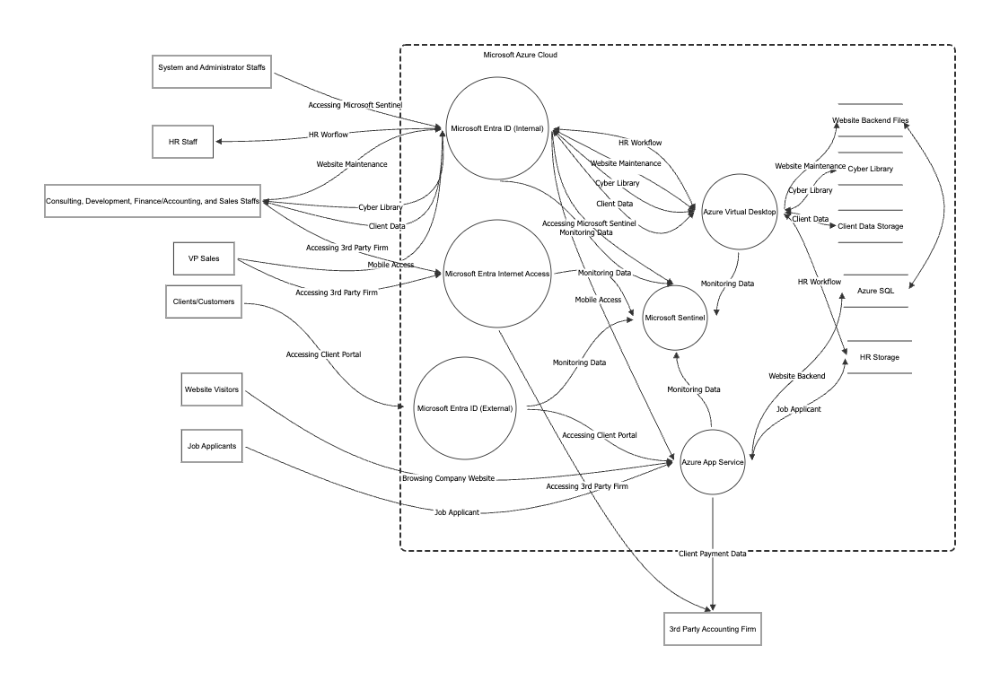 Microsoft Azure Cloud
System and Administrator Staffs
Accessing Microsoft Sentinel
Website Backend Files
Microsoft Entra ID (Internal)
HR Worflow
HR Staff
HR Workflow
Website Maintenance
Website Maintenance
Website Maintenance
Cyber Library
Cyber Library
Cyber Library
Client Data
Consulting, Development, Finance/Accounting, and Sales Staffs
Cyber Library
Azure Virtual Desktop
Client Data
Client Data
Client Data Storage
Accessing Microsoft Sentinel
Monitoring Data
Accessing 3rd Party Firm
VP Sales
Mobile Access
Microsoft Entra Internet Access
Monitoring Data
HR Workflow
Monitoring Data
Azure SQL
Accessing 3rd Party Firm
Clients/Customers
Mobile Access
Microsoft Sentinel
Accessing Client Portal
HR Storage
Monitoring Data
Website Backend
Website Visitors
Monitoring Data
Microsoft Entra ID (External)
Job Applicant
Accessing Client Portal
Job Applicants
Azure App Service
Browsing Company Website
Accessing 3rd Party Firm
Job Applicant
Client Payment Data
3rd Party Accounting Firm